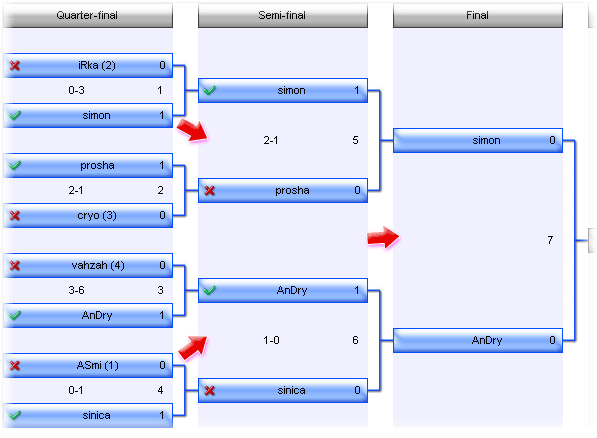 Quarter-final Semi-final Final
iRka (2) 0
0-3 1
simon 1
prosha 1
2-1 2
cryo (3) 0
vahzah (4) 0
3-6 3
AnDry 1
ASmi (1) 0
0-1 4
sinica 1
simon 1
2-1 5
prosha 0
AnDry 1
1-0 6
sinica 0
simon 0
7
AnDry 0